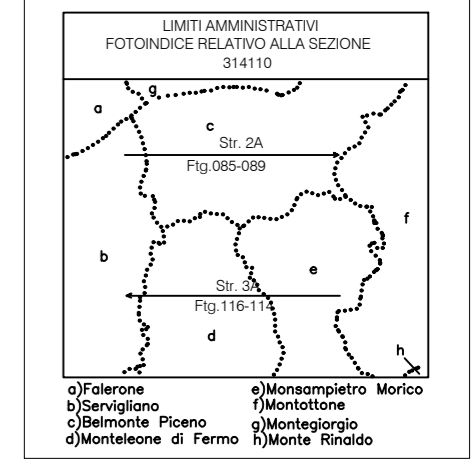 LIMITI AMMINISTRATIVI
FOTOINDICE RELATIVO ALLA SEZIONE
314110
g
a
c
Str. 2A
Ftg.085-089
f
b
e
Str. 3A
Ftg.116-114
d
h
a)Falerone
b)Servigliano
c)Belmonte Piceno
d)Monteleone di Fermo
e)Monsampietro Morico
f)Montottone
g)Montegiorgio
h)Monte Rinaldo